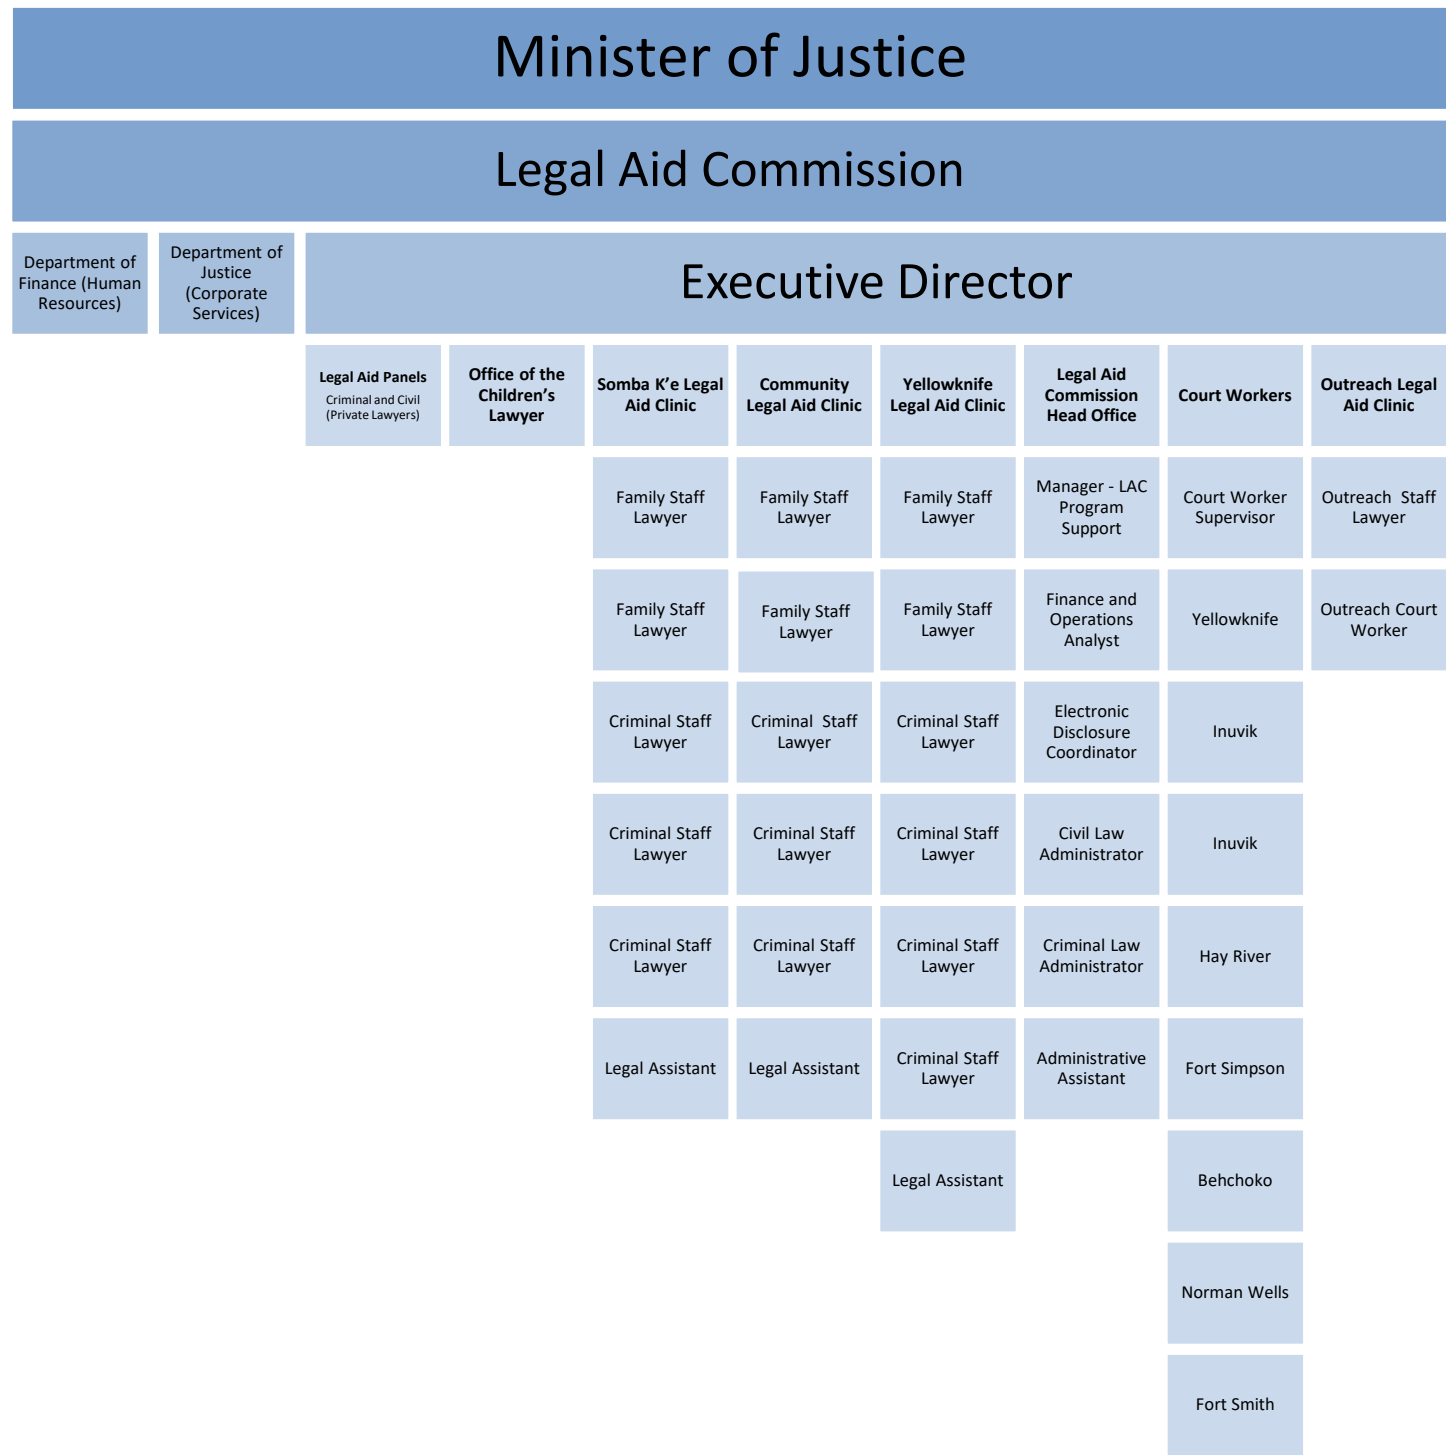 Minister of Justice
Legal Aid Commission
Department of
Finance (Human
Resources)
Department of
Justice
(Corporate
Services)
Executive Director
Legal Aid Panels
Criminal and Civil
(Private Lawyers)
Office of the
Children’s
Lawyer
Somba K’e Legal
Aid Clinic
Community
Legal Aid Clinic
Yellowknife
Legal Aid Clinic
Legal Aid
Commission
Head Office
Court Workers
Outreach Legal
Aid Clinic
Family Staff
Lawyer
Family Staff
Lawyer
Family Staff
Lawyer
Manager - LAC
Program
Support
Court Worker
Supervisor
Outreach  Staff
Lawyer
Family Staff
Lawyer
Family Staff
Lawyer
Family Staff
Lawyer
Finance and
Operations
Analyst
Yellowknife
Outreach Court
Worker
Criminal Staff
Lawyer
Criminal  Staff
Lawyer
Criminal Staff
Lawyer
Electronic
Disclosure
Coordinator
Inuvik
Criminal Staff
Lawyer
Criminal Staff
Lawyer
Criminal Staff
Lawyer
Civil Law
Administrator
Inuvik
Criminal Staff
Lawyer
Criminal Staff
Lawyer
Criminal Staff
Lawyer
Criminal Law
Administrator
Hay River
Legal Assistant
Legal Assistant
Criminal Staff
Lawyer
Administrative
Assistant
Fort Simpson
Legal Assistant
Behchoko
Norman Wells
Fort Smith